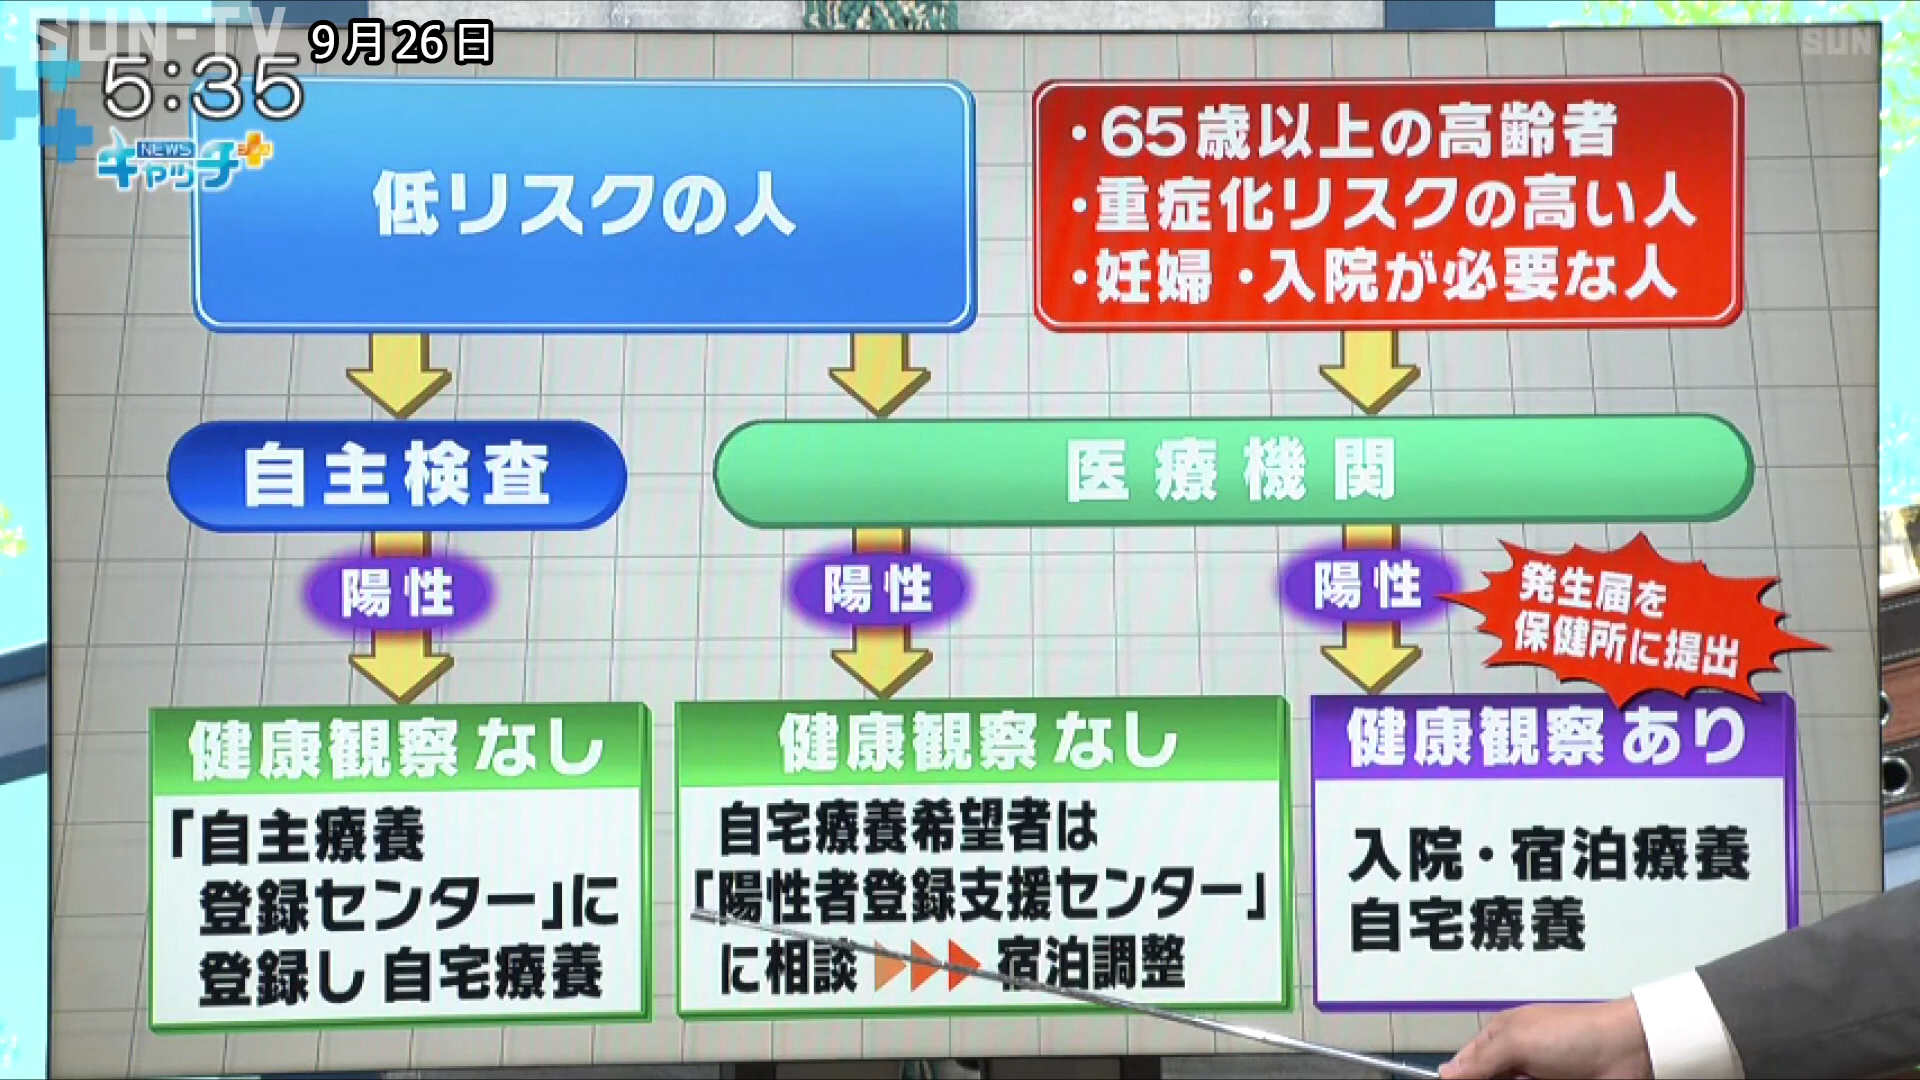 SUN-TV
9月26日
SUN
5:35
NEWS
キャッチ+
低リスクの人
・65歳以上の高齢者
・重症化リスクの高い人
・妊婦・入院が必要な人
自主検査
医療機関
陽性
陽性
陽性
発生届を
保健所に提出
健康観察なし
「自主療養
登録センター」に
登録し自宅療養
健康観察なし
自宅療養希望者は
「陽性者登録支援センター」
に相談
宿泊調整
健康観察あり
入院・宿泊療養
自宅療養